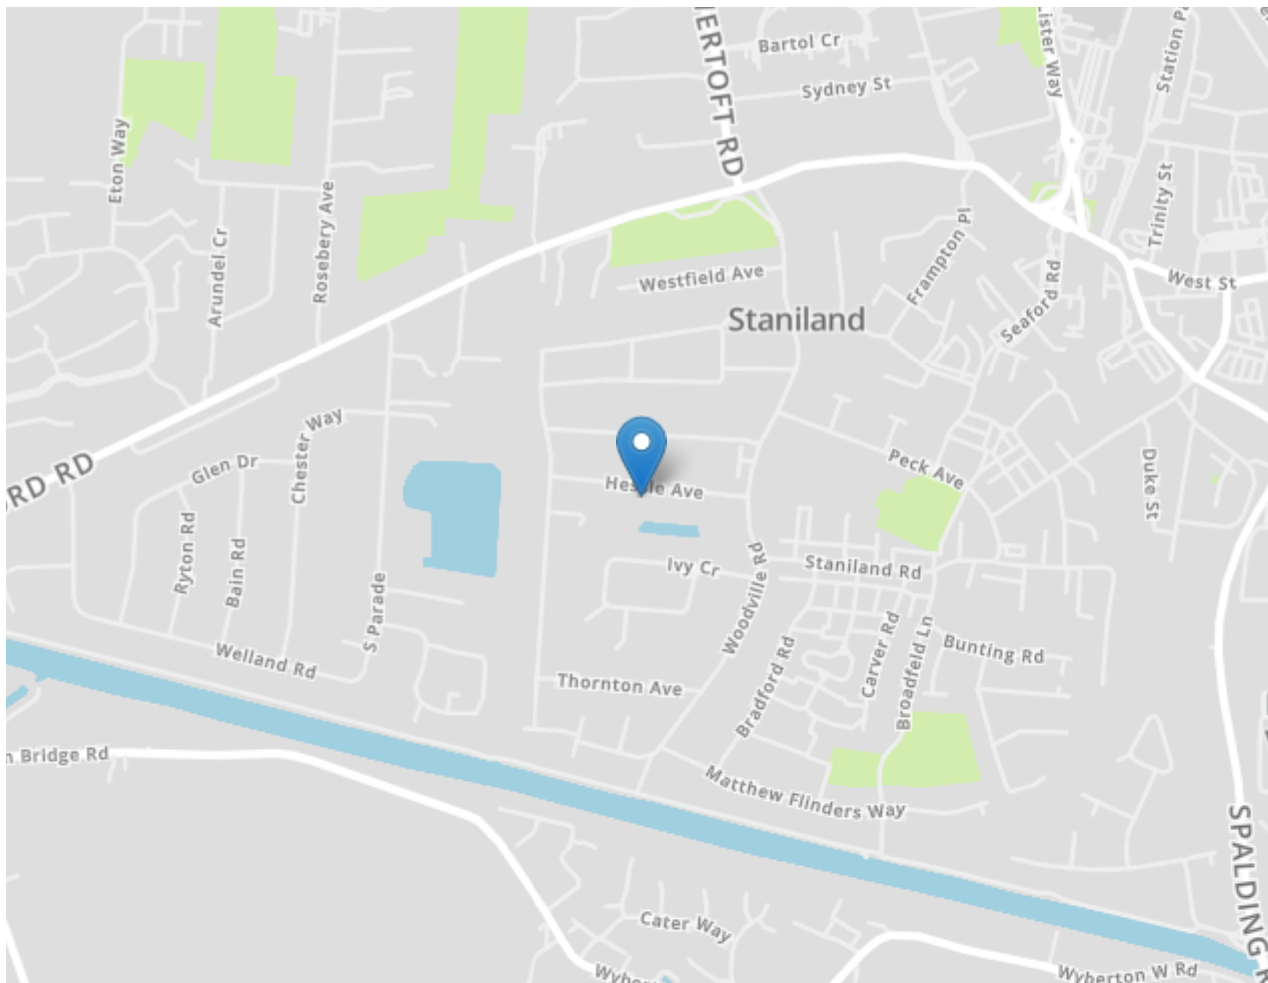 Bartol Cr
Sydney St
Lister Way
Station
Eton Way
Rosebery Ave
Arundel Cr
Trinity St
Frampton Pl
Westfield Ave
Seaford Rd
West St
Staniland
Chester Way
Glen Dr
RD RD
Hessle Ave
Peck Ave
Duke St
Ryton Rd
Bain Rd
S Parade
Ivy Cr
Woodville Rd
Staniland Rd
Welland Rd
Thornton Ave
Bradford Rd
Carver Rd
Broadfeld Ln
Bunting Rd
n Bridge Rd
Matthew Flinders Way
SPALDING
Cater Way
Wyberton W Rd
ERTOFT RD